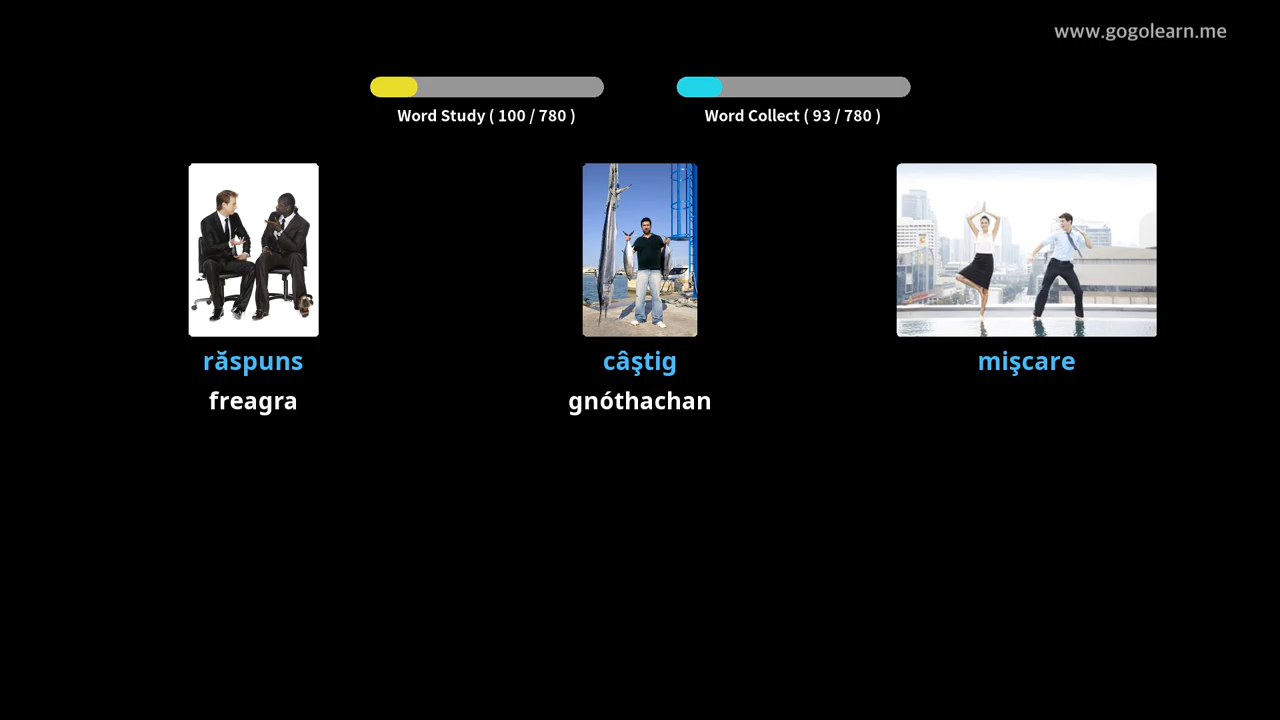 www.gogolearn.me
Word Study ( 100 / 780 )
Word Collect ( 93 / 780 )
răspuns
câştig
mişcare
freagra
gnóthachan